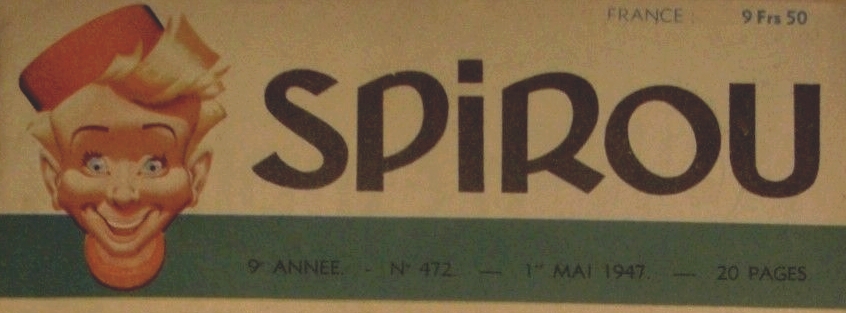 FRANCE : 9 Frs 50
SPiROU
9e ANNEE. - N° 472 — 1er MAI 1947. — 20 PAGES